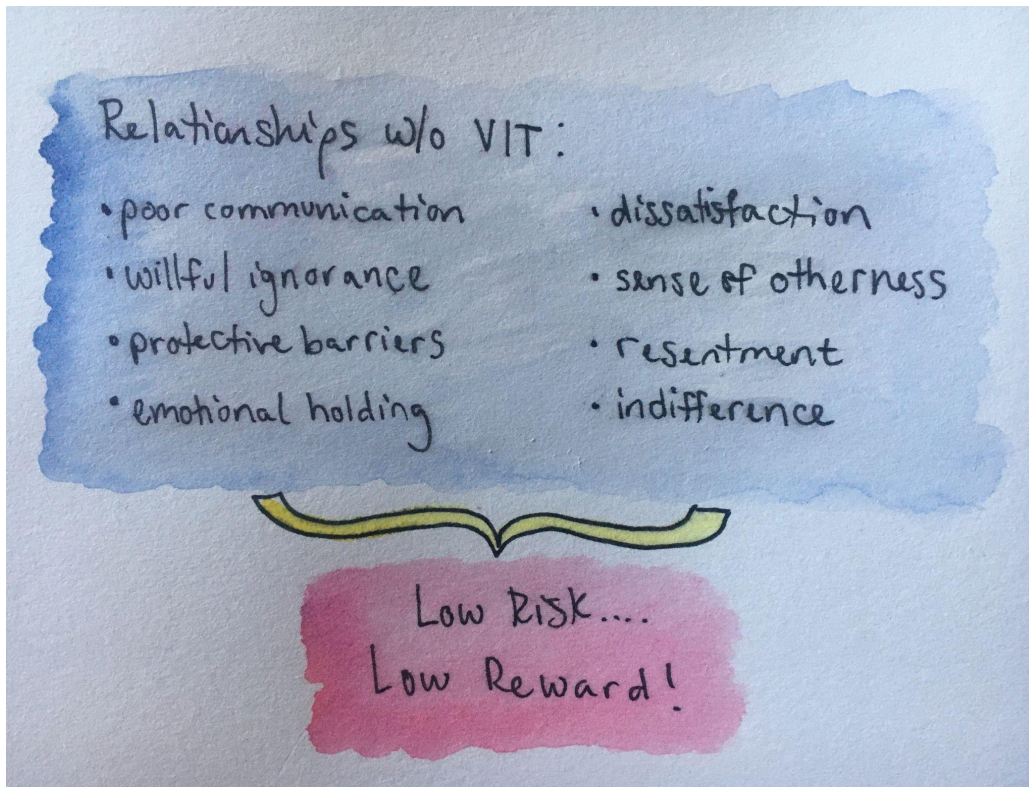 Relationships w/o VIT:
• poor communication
• willful ignorance
• protective barriers
• emotional holding
• dissatisfaction
• sense of otherness
• resentment
• indifference
Low Risk....
Low Reward!